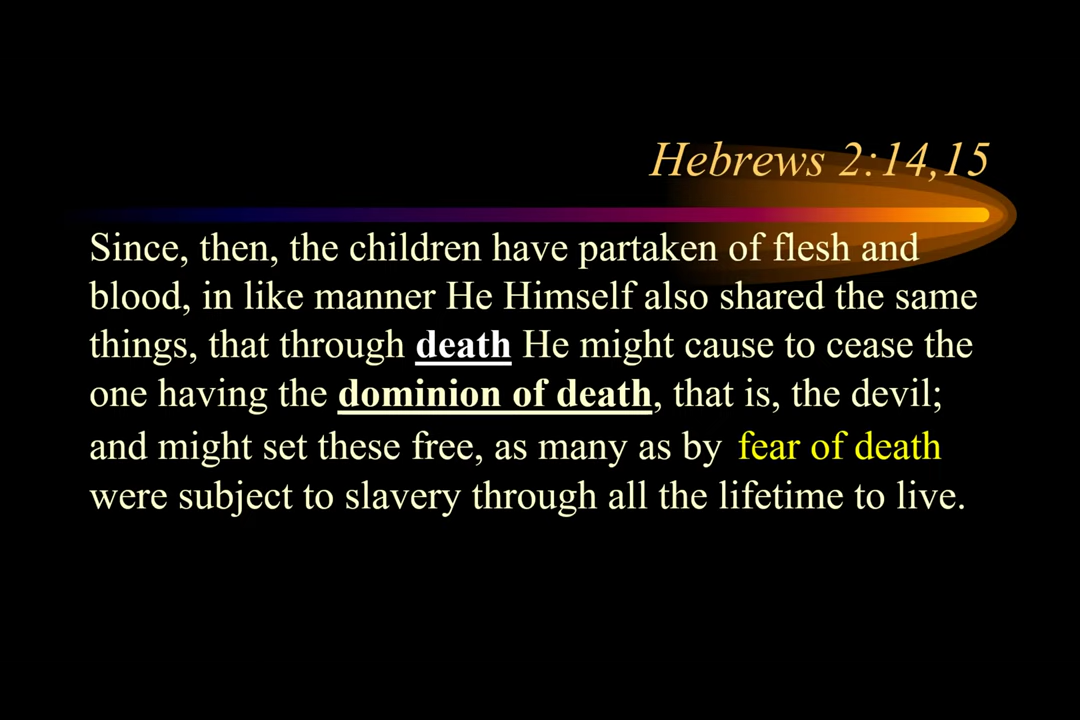 Hebrews 2:14,15
Since, then, the children have partaken of flesh and
blood, in like manner He Himself also shared the same
things, that through death He might cause to cease the
one having the dominion of death, that is, the devil;
and might set these free, as many as by fear of death
were subject to slavery through all the lifetime to live.